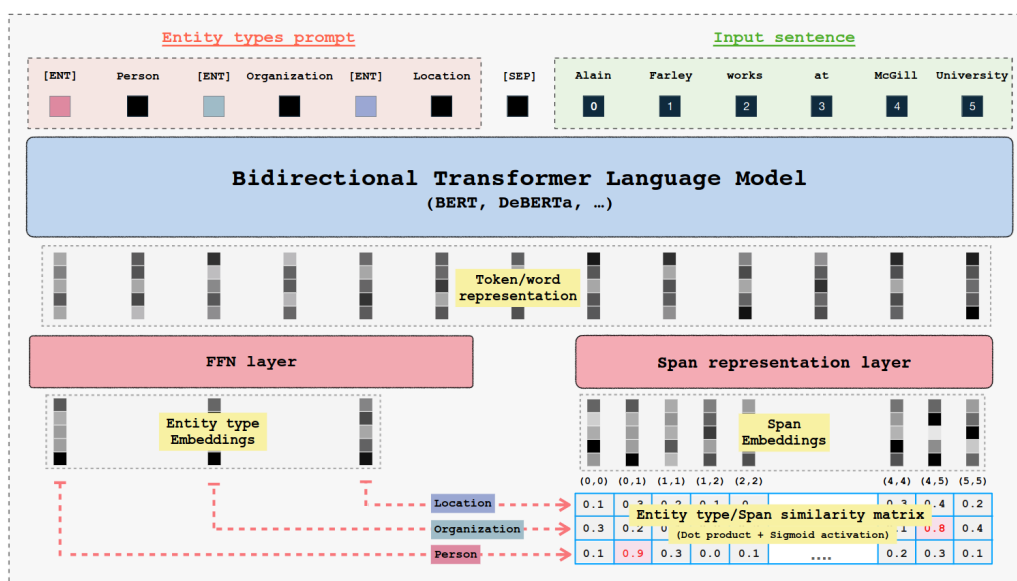 Entity types prompt Input sentence
[ENT] Person [ENT] Organization [ENT] Location [SEP] Alain Farley works at McGill University
0 1 2 3 4 5
Bidirectional Transformer Language Model
(BERT, DeBERTa, …)
Token/word
representation
FFN layer
Span representation layer
Entity type
Embeddings
Span
Embeddings
(0,0) (0,1) (1,1) (1,2) (2,2) (4,4) (4,5) (5,5)
Location 0.1 0.4 0.2
Entity type/Span similarity matrix
Organization 0.3 0.2 0.8 0.4
(Dot product + Sigmoid activation)
Person 0.1 0.9 0.3 0.0 0.1 .... 0.2 0.3 0.1